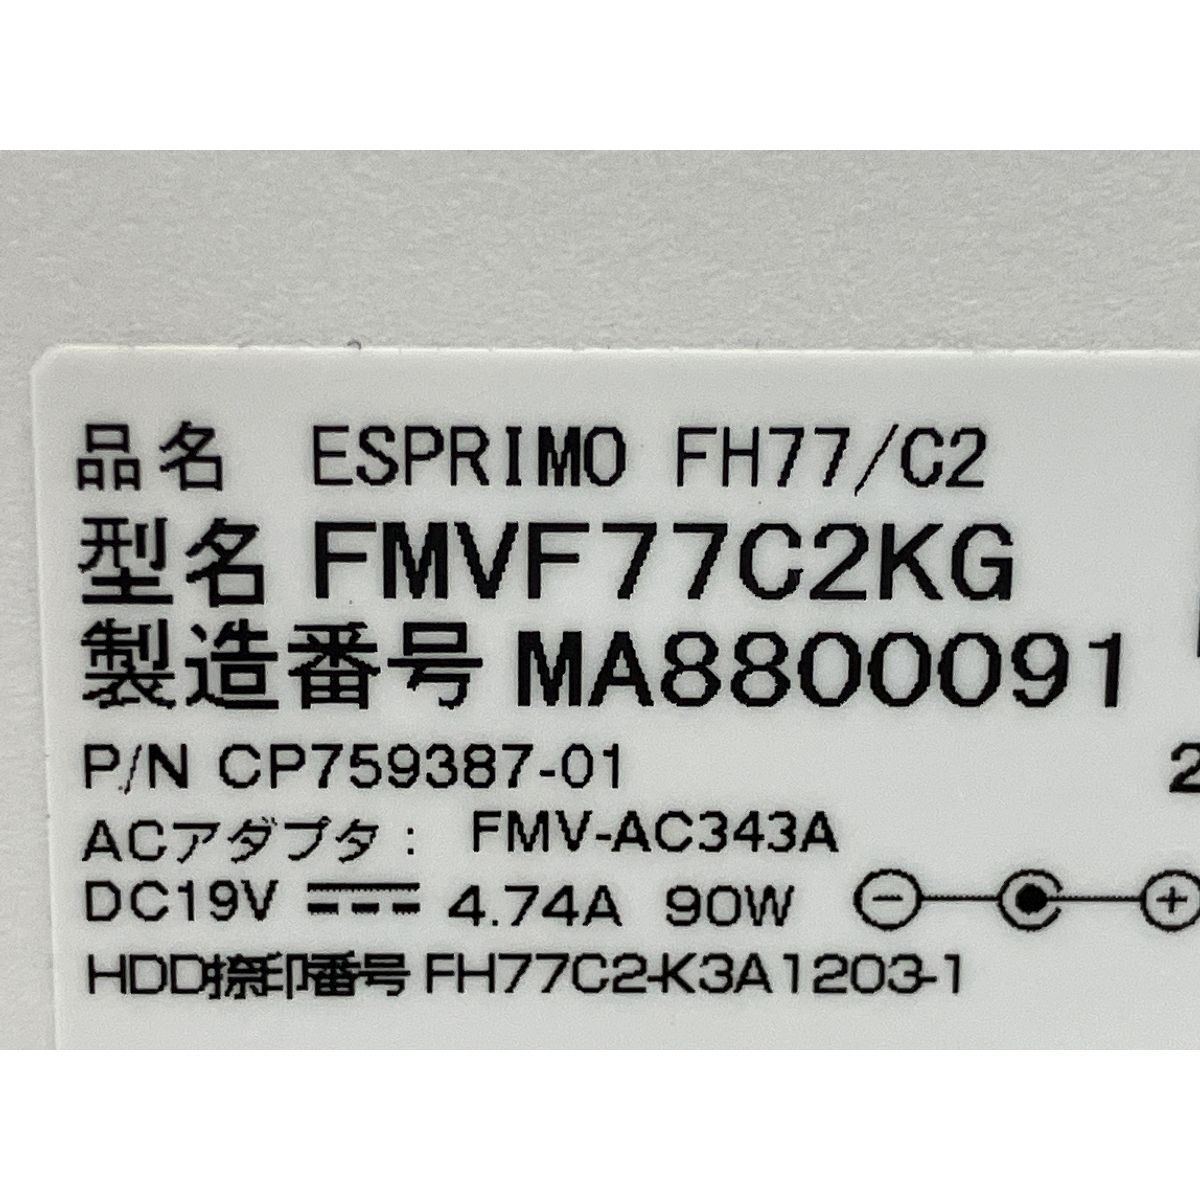 品名 ESPRIMO FH77/C2
型名 FMVF77C2KG
製造番号 MA8800091
P/N CP759387-01
2
ACアダプタ: FMV-AC343A
DC19V 4.74A 90W
HDD捺印番号 FH77C2-K3A1203-1